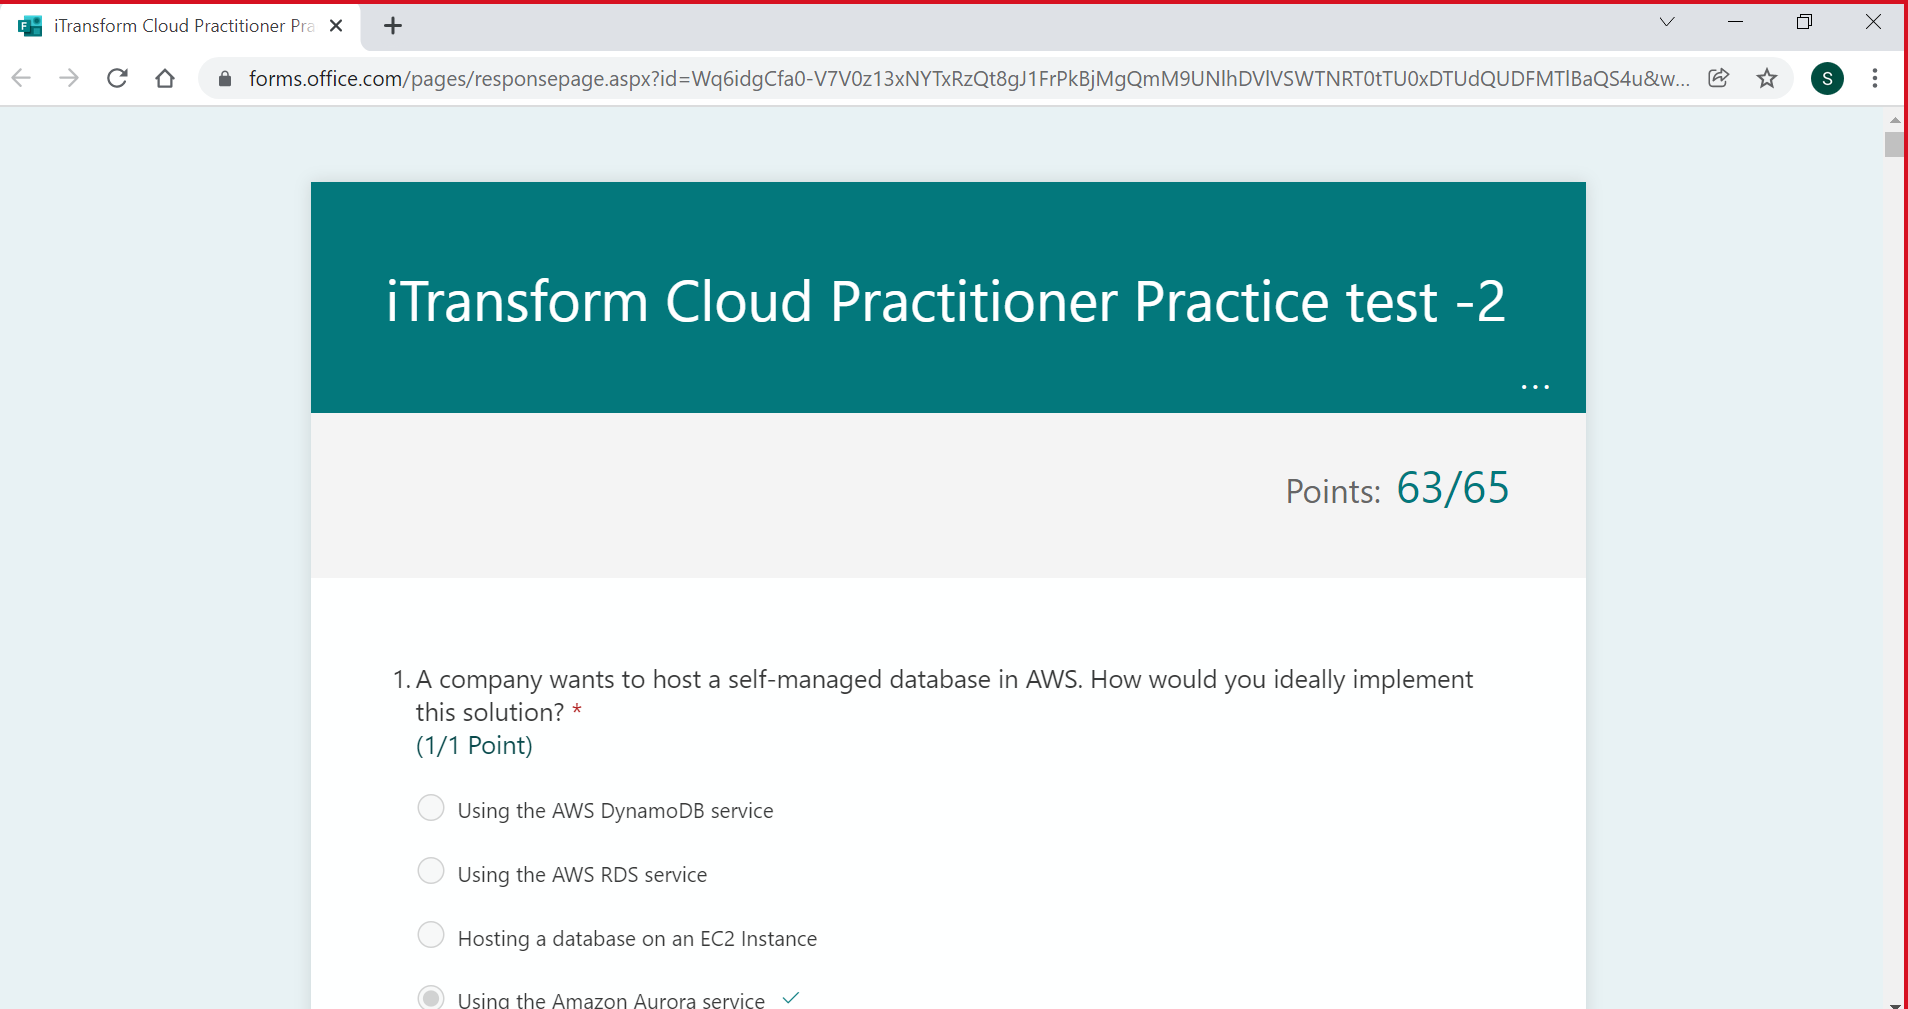 iTransform Cloud Practitioner Pra
forms.office.com/pages/responsepage.aspx?id=Wq6idgCfa0-V7V0z13xNYTxRzQt8gJ1FrPkBjMgQmM9UNlhDVlVSWTNRT0tTU0xDTUdQUDFMTlBaQS4u&w...
S
iTransform Cloud Practitioner Practice test -2
...
Points: 63/65
1. A company wants to host a self-managed database in AWS. How would you ideally implement
this solution? *
(1/1 Point)
Using the AWS DynamoDB service
Using the AWS RDS service
Hosting a database on an EC2 Instance
Using the Amazon Aurora service